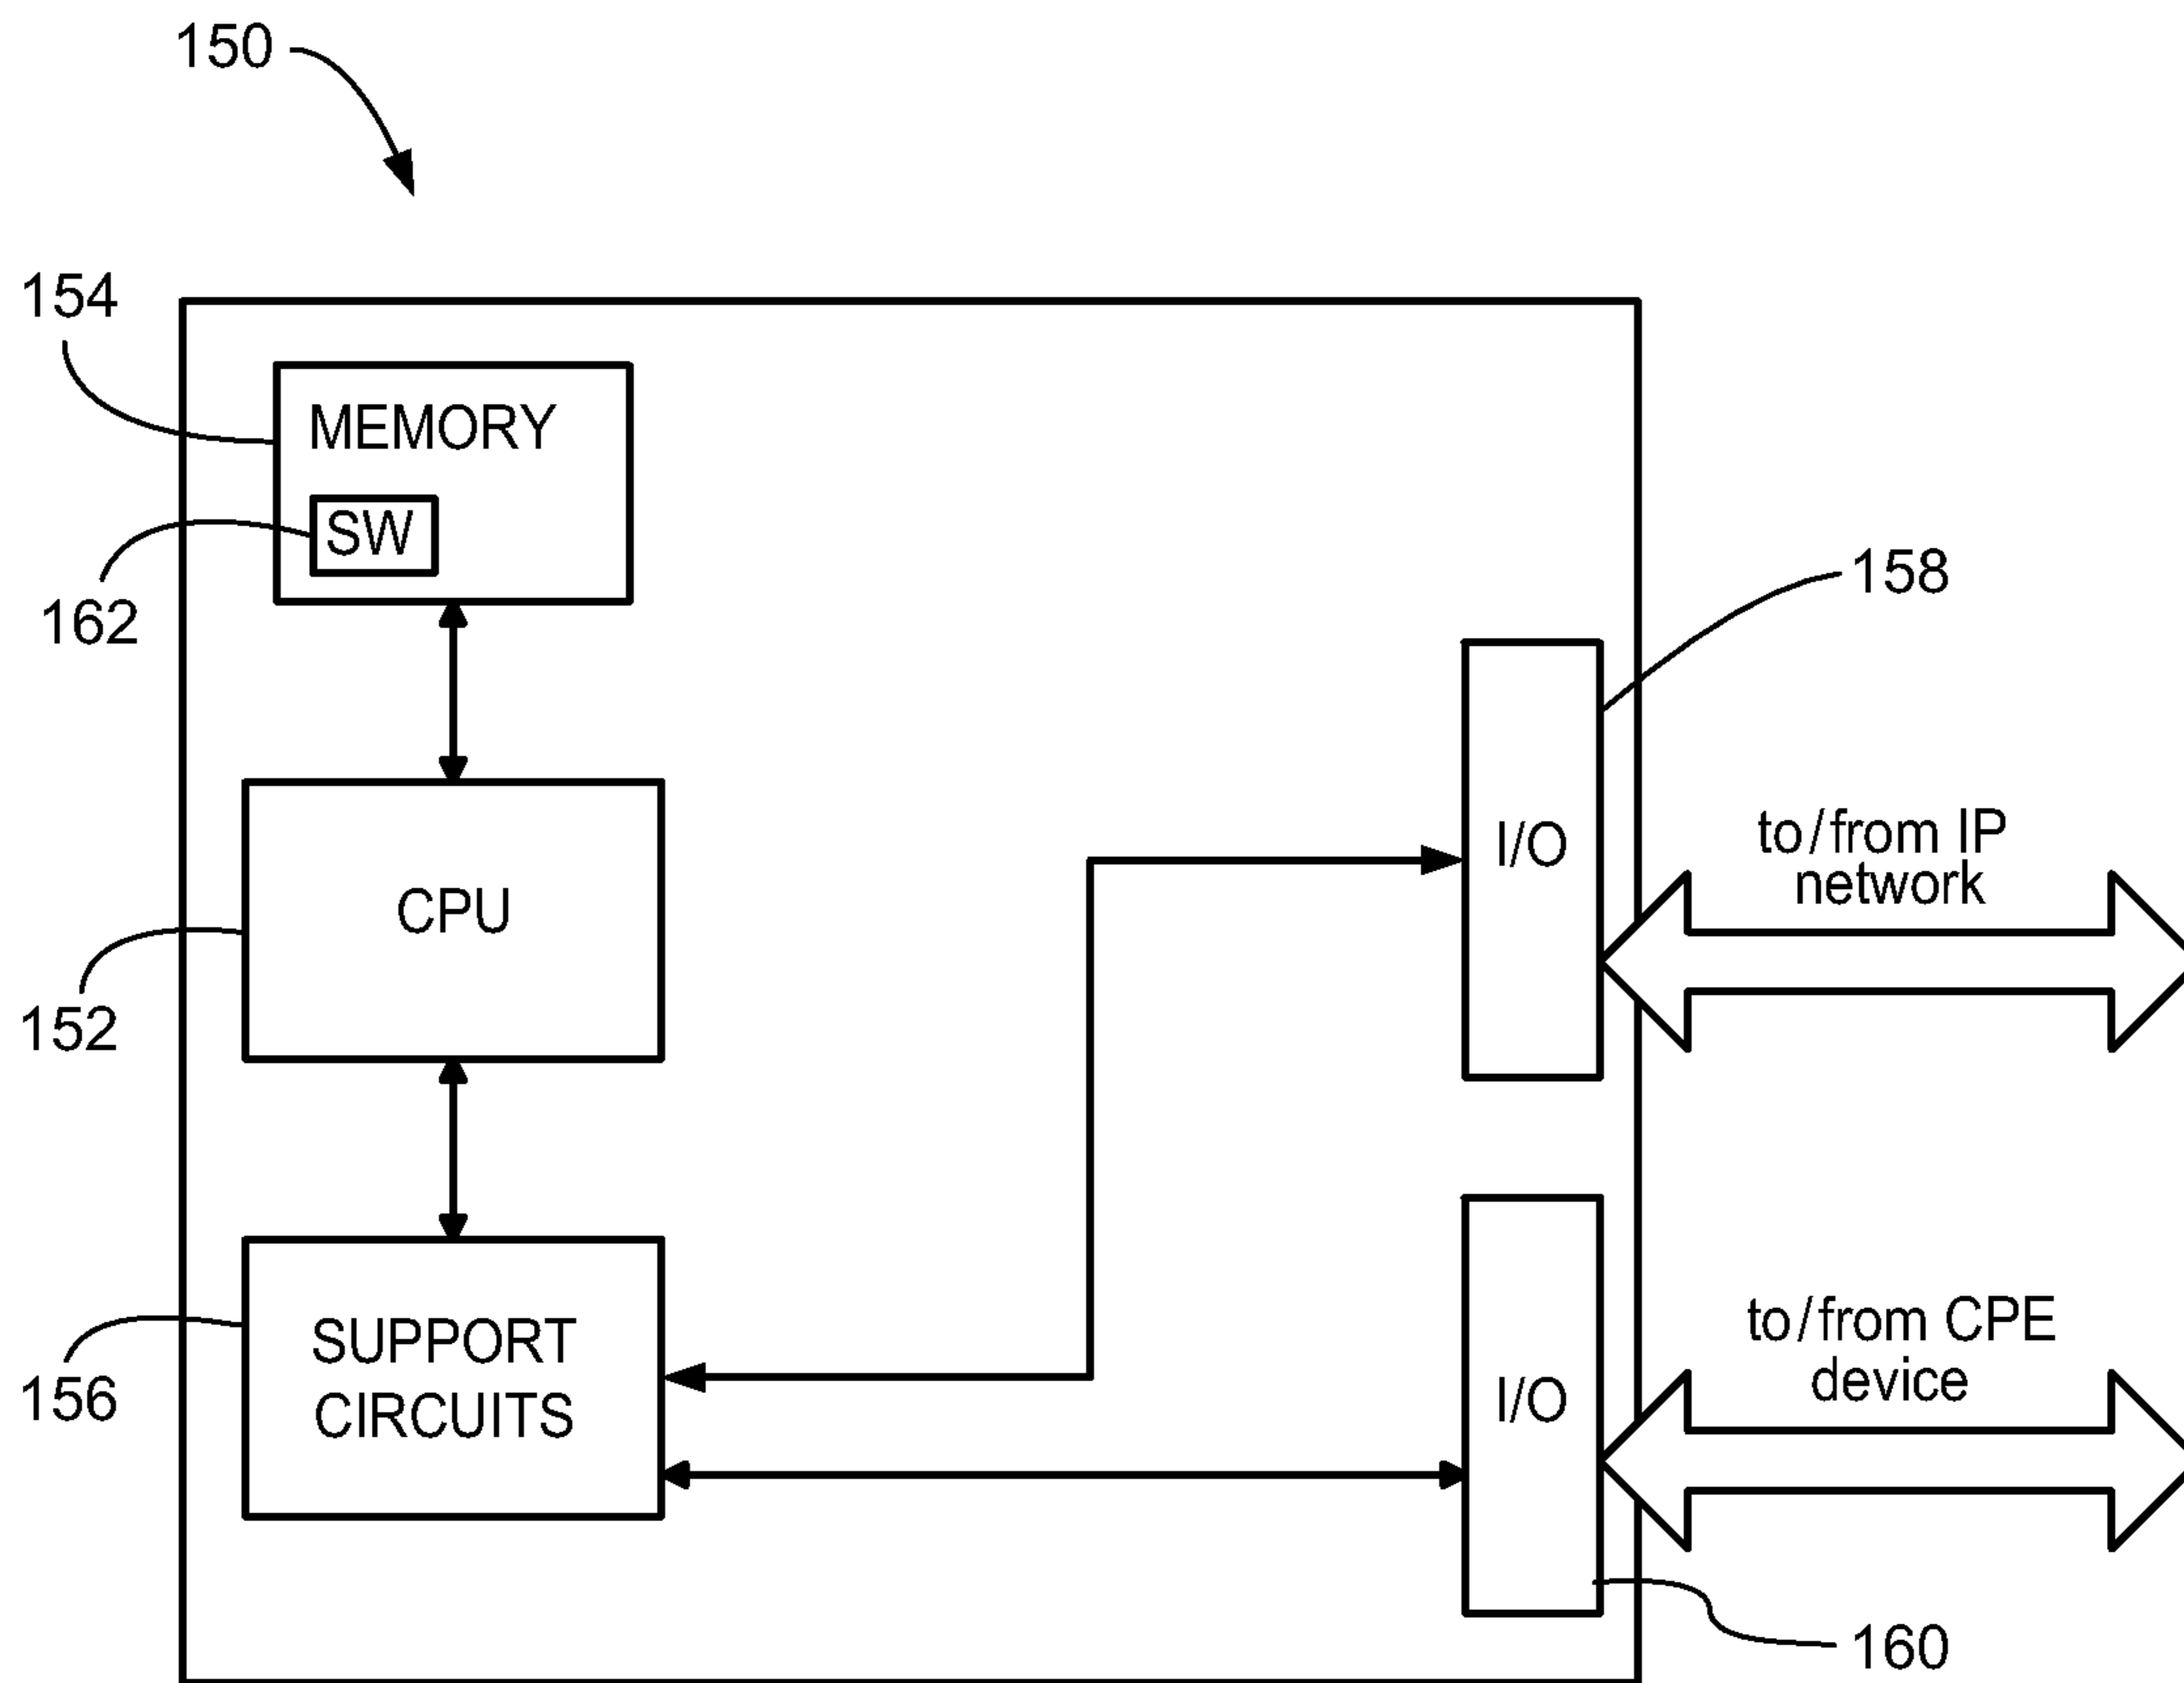 150
154
MEMORY
SW
162
158
I/O
to/from IP
network
CPU
152
SUPPORT
CIRCUITS
156
I/O
to/from CPE
device
160